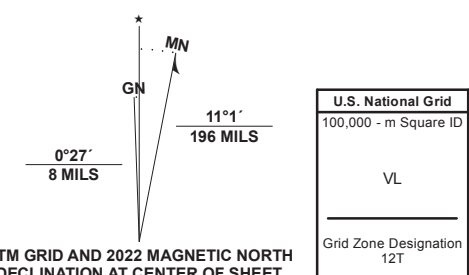 ★
MN
GN
11°1´
196 MILS
0°27´
8 MILS
TM GRID AND 2022 MAGNETIC NORTH
DECLINATION AT CENTER OF SHEET
U.S. National Grid
100,000 - m Square ID
VL
Grid Zone Designation
12T